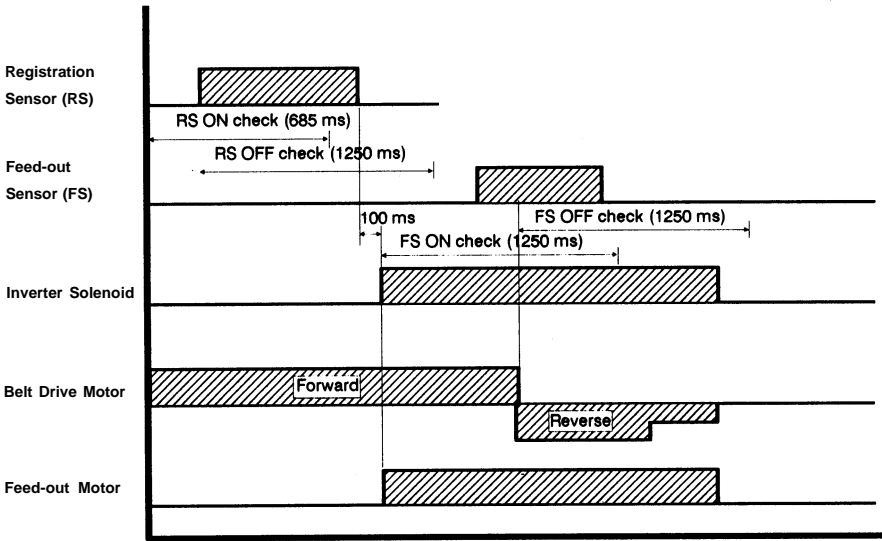 Registration
Sensor (RS)
RS ON check (685 ms)
RS OFF check (1250 ms)
Feed-out
Sensor (FS)
100 ms
FS OFF check (1250 ms)
FS ON check (1250 ms)
Inverter Solenoid
Forward
Belt Drive Motor
Reverse
Feed-out Motor